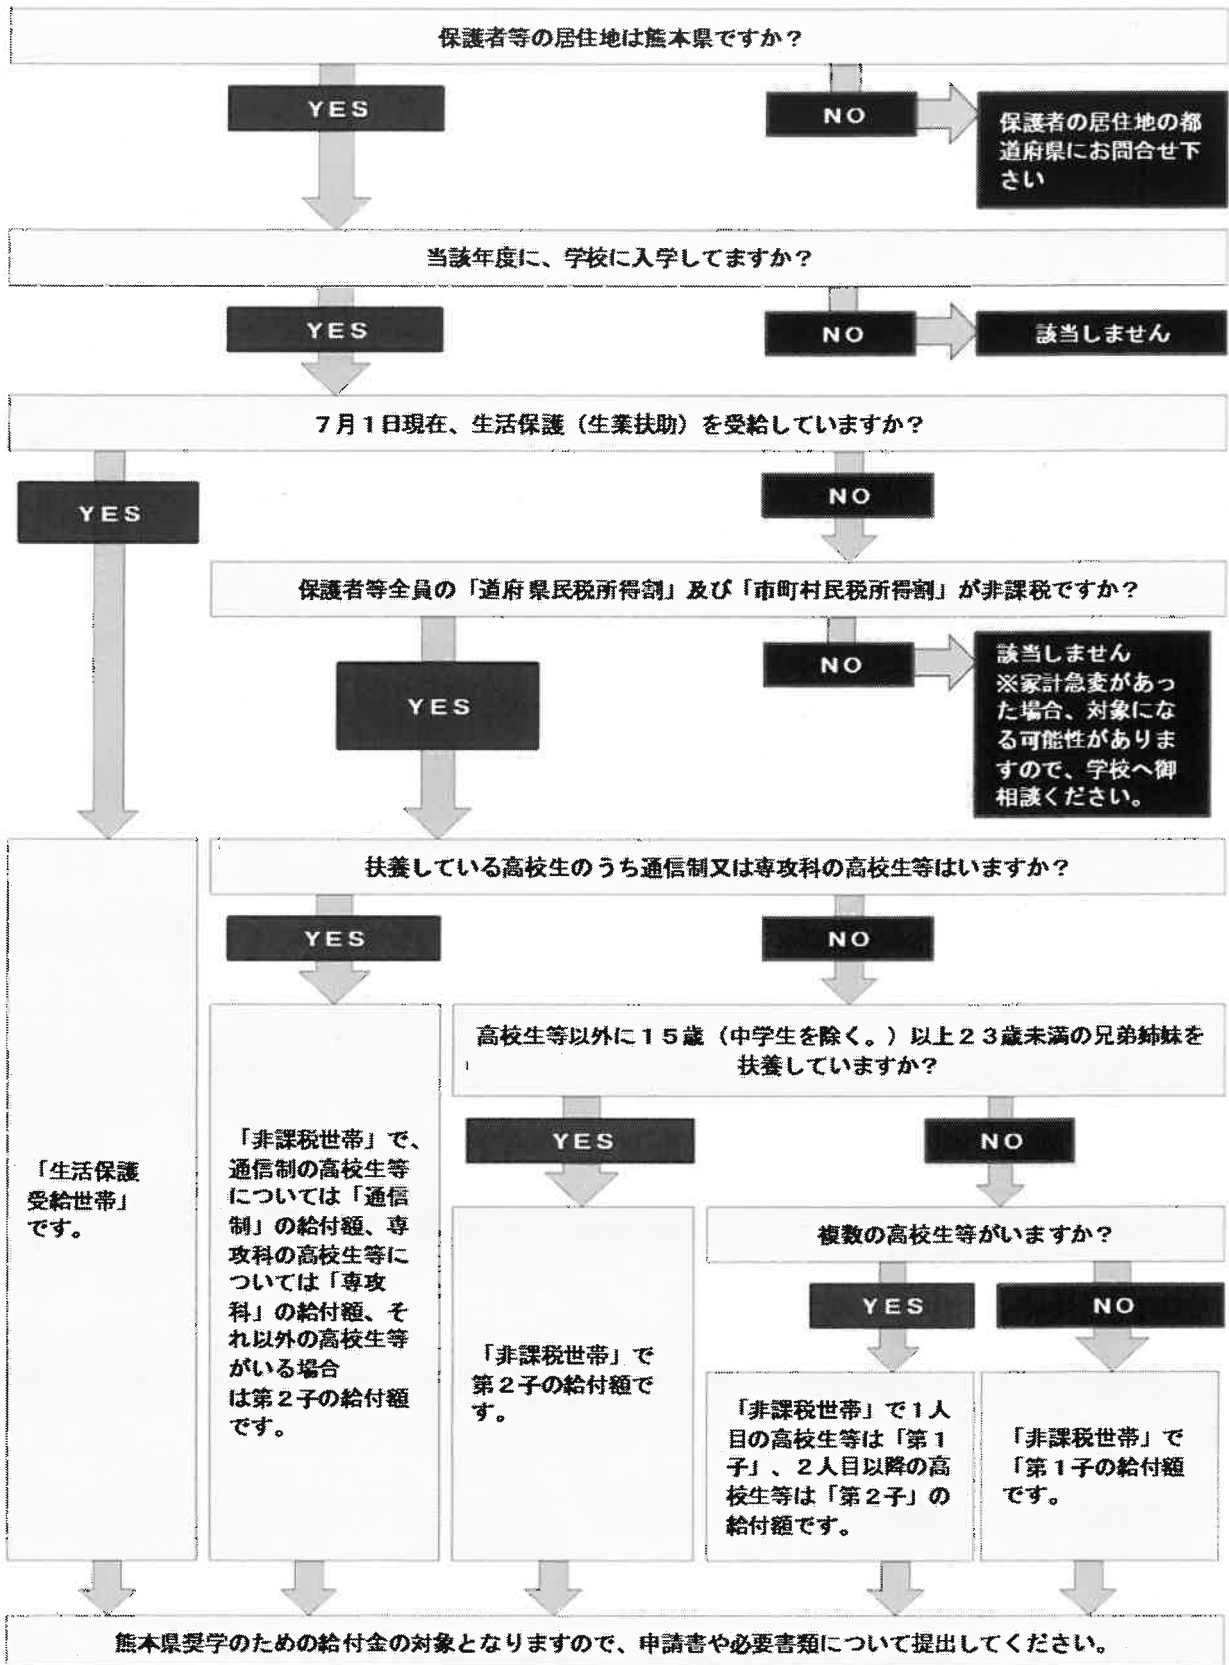 保護者等の居住地は熊本県ですか？
YES
NO
保護者の居住地の都
道府県にお問合せ下
さい
当該年度に、学校に入学してますか？
YES
NO
該当しません
７月１日現在、生活保護（生業扶助）を受給していますか？
YES
NO
保護者等全員の「道府県民税所得割」及び「市町村民税所得割」が非課税ですか？
YES
NO
該当しません
※家計急変があっ
た場合、対象にな
る可能性がありま
すので、学校へ御
相談ください。
扶養している高校生のうち通信制又は専攻科の高校生等はいますか？
YES
NO
高校生等以外に１５歳（中学生を除く。）以上２３歳未満の兄弟姉妹を
扶養していますか？
YES
NO
「生活保護
受給世帯」
です。
「非課税世帯」で、
通信制の高校生等
については「通信
制」の給付額、専
攻科の高校生等に
ついては「専攻
科」の給付額、そ
れ以外の高校生等
がいる場合
は第２子の給付額
です。
「非課税世帯」で
第２子の給付額で
す。
複数の高校生等がいますか？
YES
NO
「非課税世帯」で１人
目の高校生等は「第１
子」、２人目以降の高
校生等は「第２子」の
給付額です。
「非課税世帯」で
「第１子の給付額
です。
熊本県奨学のための給付金の対象となりますので、申請書や必要書類について提出してください。